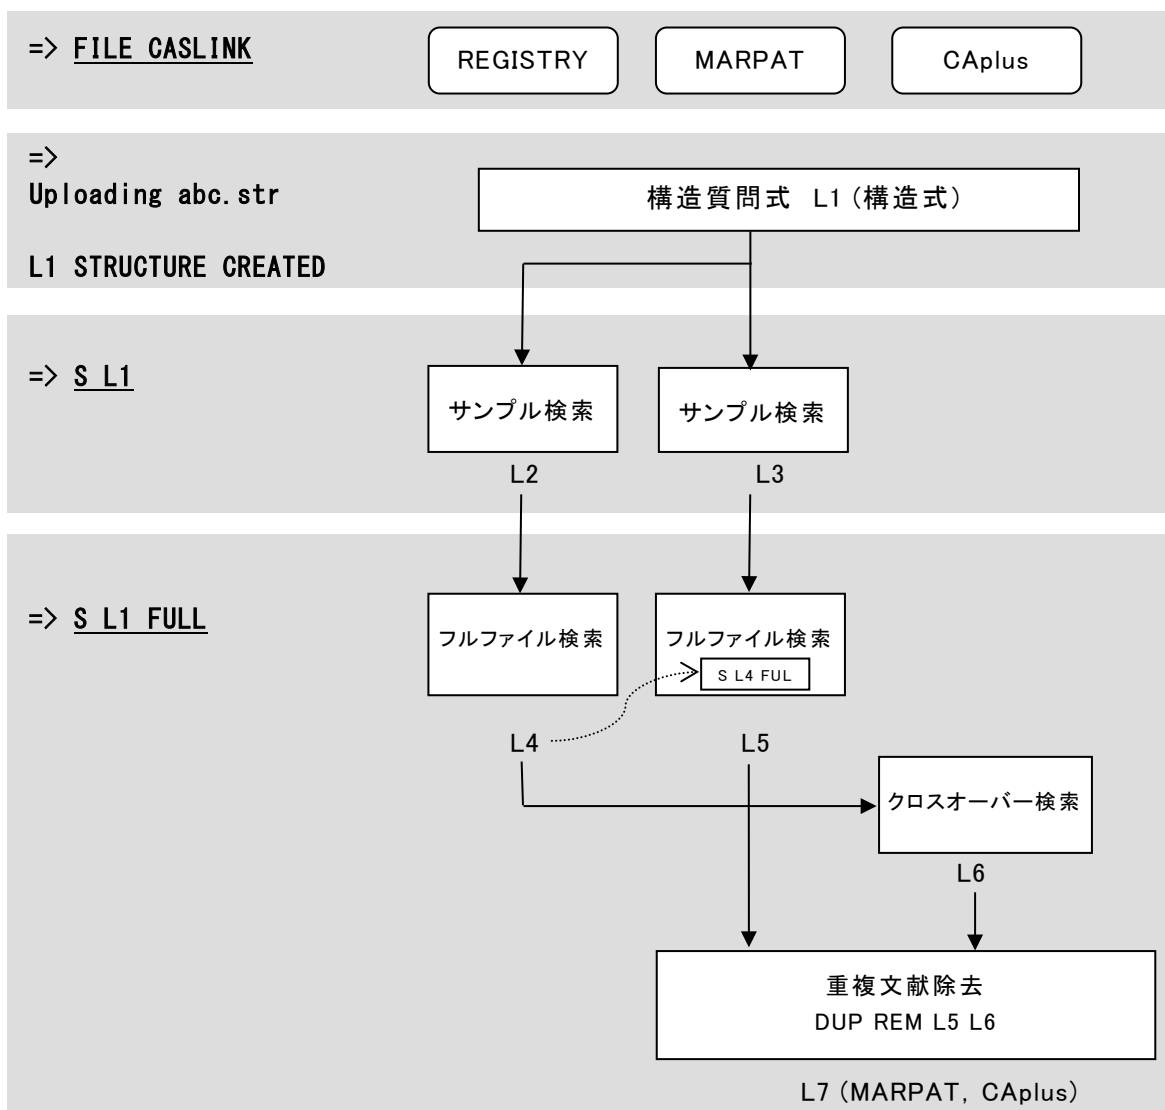 => FILE CASLINK
REGISTRY
MARPAT
CAplus
=>
Uploading abc.str
構造質問式 L1 (構造式)
L1 STRUCTURE CREATED
=> S L1
サンプル検索
サンプル検索
L2
L3
=> S L1 FULL
フルファイル検索
フルファイル検索
S L4 FUL
L4
L5
クロスオーバー検索
L6
重複文献除去
DUP REM L5 L6
L7 (MARPAT, CAplus)